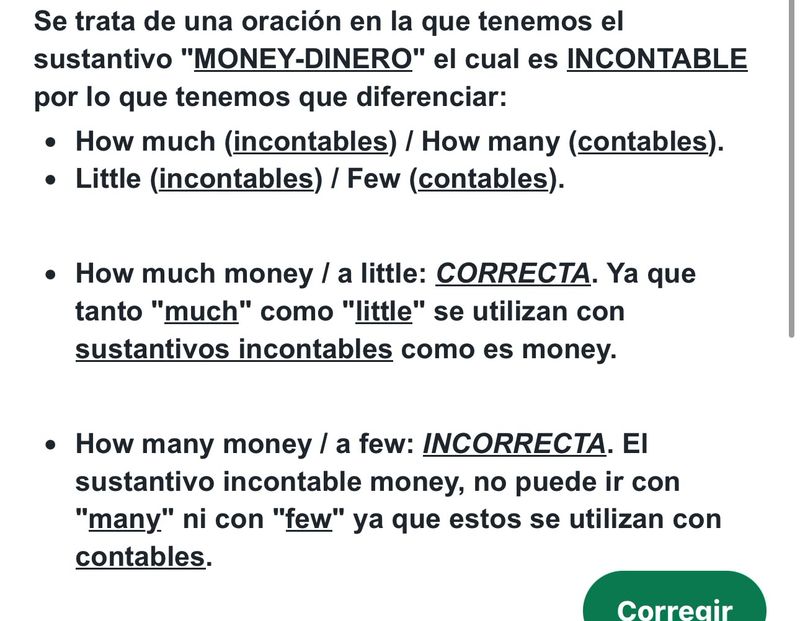 Se trata de una oración en la que tenemos el
sustantivo "MONEY-DINERO" el cual es INCONTABLE
por lo que tenemos que diferenciar:
• How much (incontables) / How many (contables).
• Little (incontables) / Few (contables).
• How much money / a little: CORRECTA. Ya que
tanto "much" como "little" se utilizan con
sustantivos incontables como es money.
• How many money / a few: INCORRECTA. El
sustantivo incontable money, no puede ir con
"many" ni con "few" ya que estos se utilizan con
contables.
Corregir